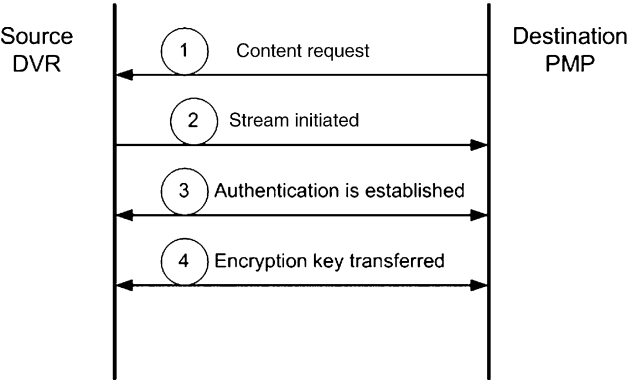 Source
DVR
Destination
PMP
1 Content request
2 Stream initiated
3 Authentication is established
4 Encryption key transferred